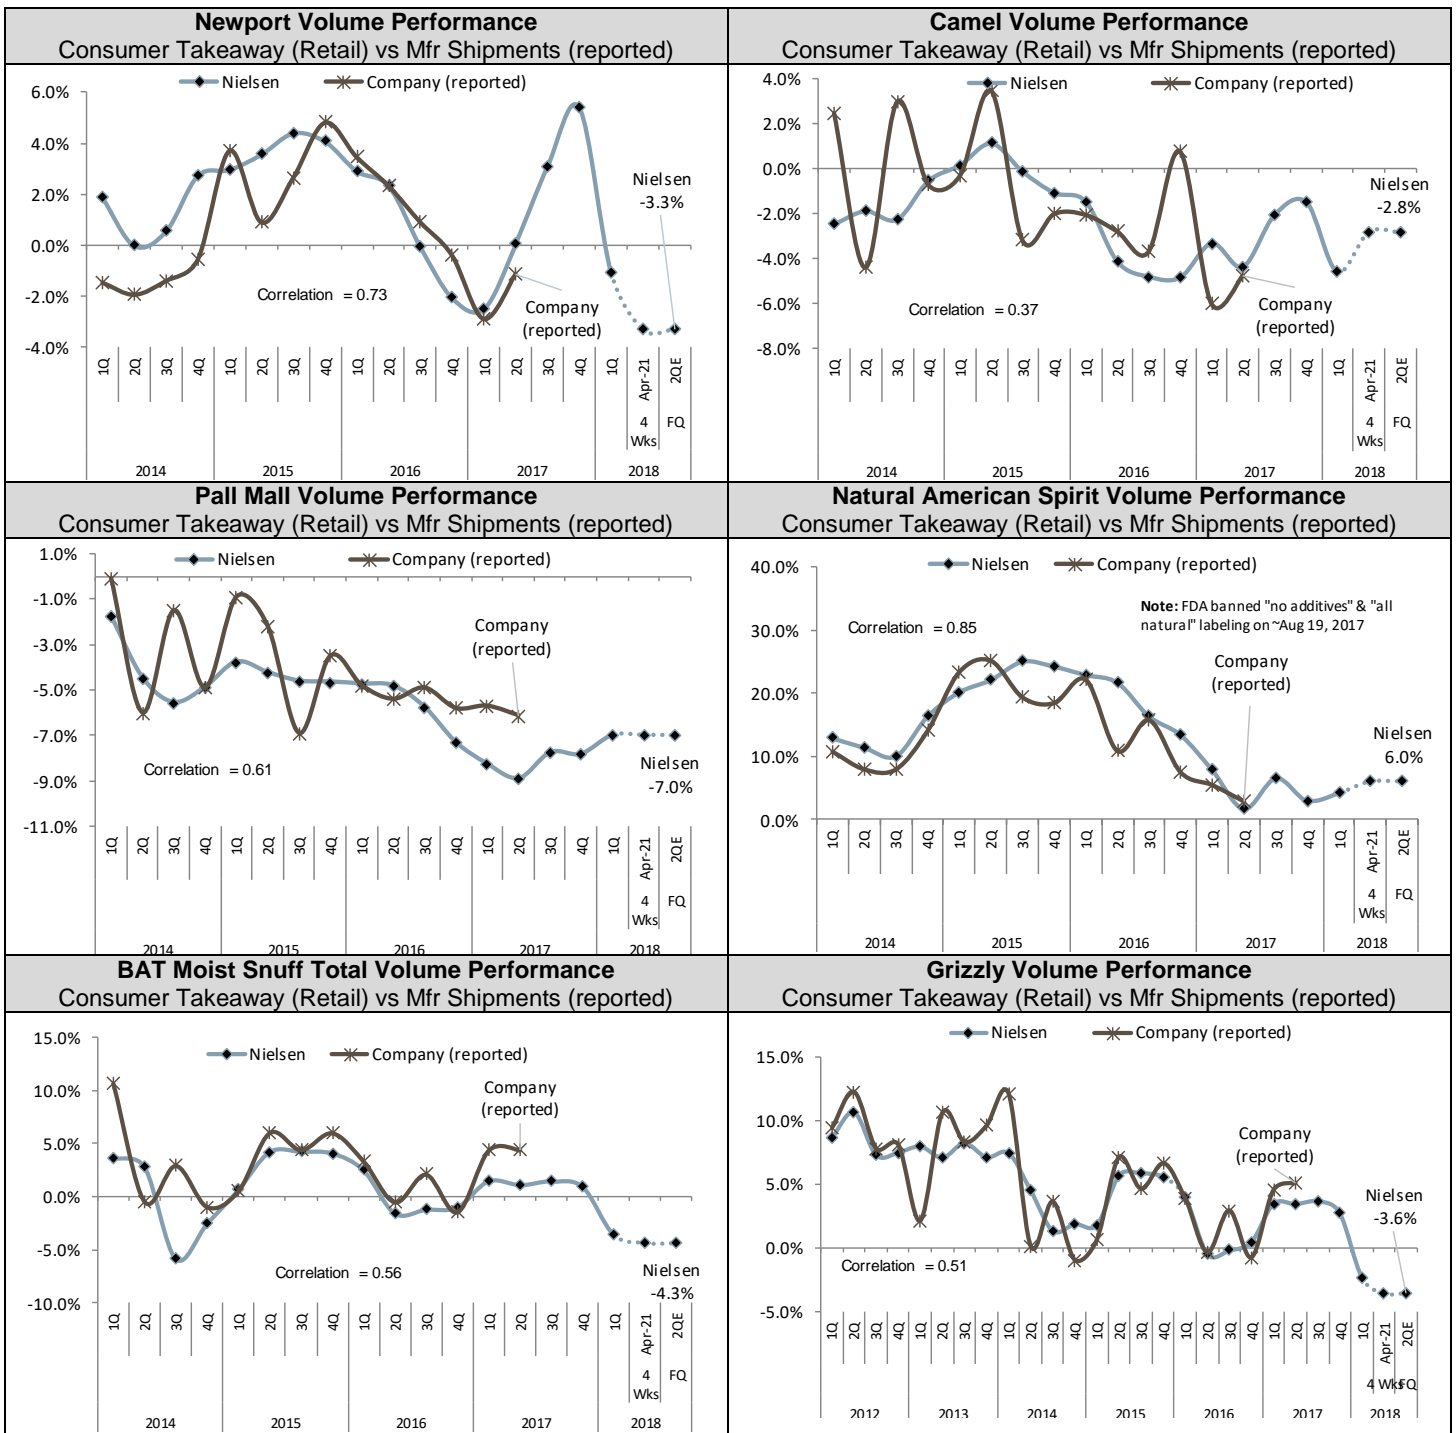 Newport Volume Performance
Consumer Takeaway (Retail) vs Mfr Shipments (reported)
Nielsen
Company (reported)
6.0%
4.0%
2.0%
0.0%
-2.0%
-4.0%
Nielsen
-3.3%
Correlation = 0.73
Company
(reported)
1Q 2Q 3Q 4Q 1Q 2Q 3Q 4Q 1Q 2Q 3Q 4Q 1Q 2Q 3Q 4Q 1Q Apr-21 2QE
4 FQ
Wks
2014 2015 2016 2017 2018
Camel Volume Performance
Consumer Takeaway (Retail) vs Mfr Shipments (reported)
Nielsen
Company (reported)
4.0%
2.0%
0.0%
-2.0%
-4.0%
-6.0%
-8.0%
Nielsen
-2.8%
Correlation = 0.37
Company
(reported)
1Q 2Q 3Q 4Q 1Q 2Q 3Q 4Q 1Q 2Q 3Q 4Q 1Q 2Q 3Q 4Q 1Q Apr-21 2QE
4 FQ
Wks
2014 2015 2016 2017 2018
Pall Mall Volume Performance
Consumer Takeaway (Retail) vs Mfr Shipments (reported)
Nielsen
Company (reported)
1.0%
-1.0%
-3.0%
-5.0%
-7.0%
-9.0%
-11.0%
Company
(reported)
Correlation = 0.61
Nielsen
-7.0%
1Q 2Q 3Q 4Q 1Q 2Q 3Q 4Q 1Q 2Q 3Q 4Q 1Q 2Q 3Q 4Q 1Q Apr-21 2QE
4 FQ
Wks
2014 2015 2016 2017 2018
Natural American Spirit Volume Performance
Consumer Takeaway (Retail) vs Mfr Shipments (reported)
Nielsen
Company (reported)
40.0%
30.0%
20.0%
10.0%
0.0%
Note: FDA banned "no additives" & "all
natural" labeling on ~Aug 19, 2017
Correlation = 0.85
Company
(reported)
Nielsen
6.0%
1Q 2Q 3Q 4Q 1Q 2Q 3Q 4Q 1Q 2Q 3Q 4Q 1Q 2Q 3Q 4Q 1Q Apr-21 2QE
4 FQ
Wks
2014 2015 2016 2017 2018
BAT Moist Snuff Total Volume Performance
Consumer Takeaway (Retail) vs Mfr Shipments (reported)
Nielsen
Company (reported)
15.0%
10.0%
5.0%
0.0%
-5.0%
-10.0%
Company
(reported)
Correlation = 0.56
Nielsen
-4.3%
1Q 2Q 3Q 4Q 1Q 2Q 3Q 4Q 1Q 2Q 3Q 4Q 1Q 2Q 3Q 4Q 1Q Apr-21 2QE
4 FQ
Wks
2014 2015 2016 2017 2018
Grizzly Volume Performance
Consumer Takeaway (Retail) vs Mfr Shipments (reported)
Nielsen
Company (reported)
15.0%
10.0%
5.0%
0.0%
-5.0%
Company
(reported)
Nielsen
-3.6%
Correlation = 0.51
1Q 2Q 3Q 4Q 1Q 2Q 3Q 4Q 1Q 2Q 3Q 4Q 1Q 2Q 3Q 4Q 1Q 2Q 3Q 4Q 1Q 2Q 3Q 4Q 1Q Apr-21 2QE
4 Wks FQ
2012 2013 2014 2015 2016 2017 2018